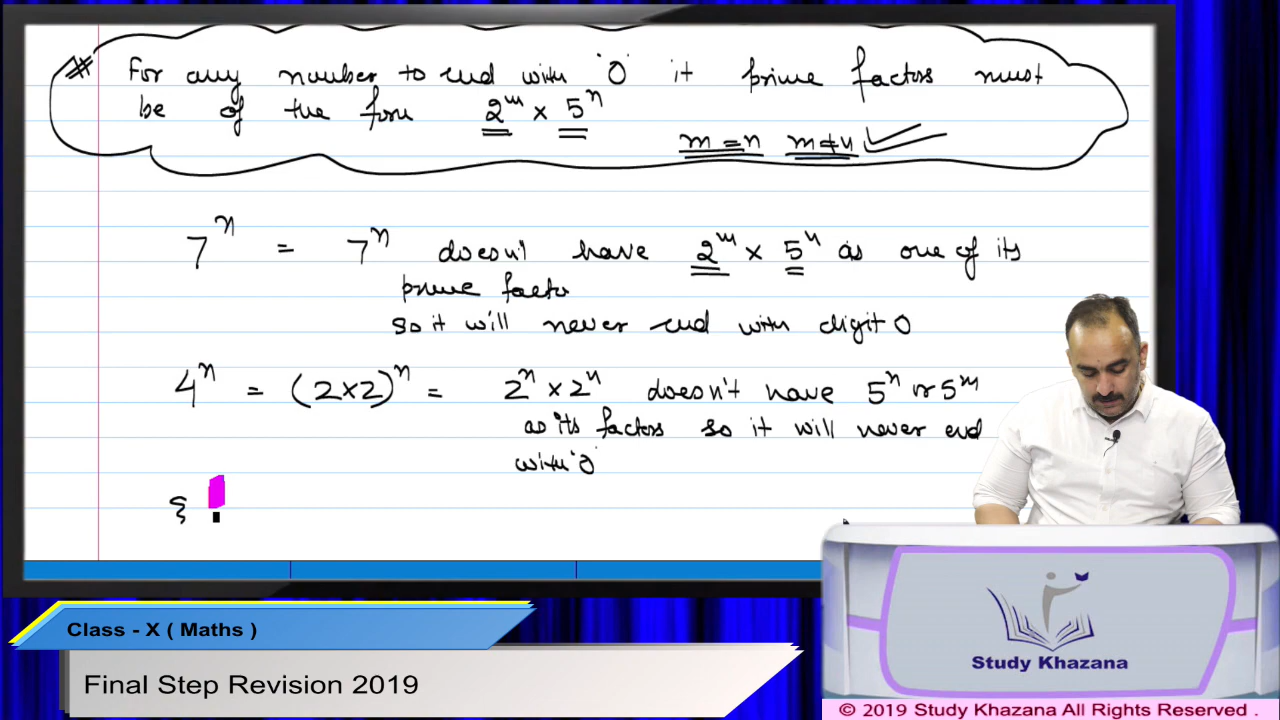 For any number to end with '0' it prime factors must
be of the form 2^m × 5^n
m = n m ≠ n
7^n = 7^n doesn't have 2^m × 5^n as one of its
prime factor
so it will never end with digit 0
4^n = (2×2)^n = 2^n × 2^n doesn't have 5^n or 5^m
as its factors so it will never end
with '0'
Class - X ( Maths )
Final Step Revision 2019
Study Khazana
© 2019 Study Khazana All Rights Reserved .